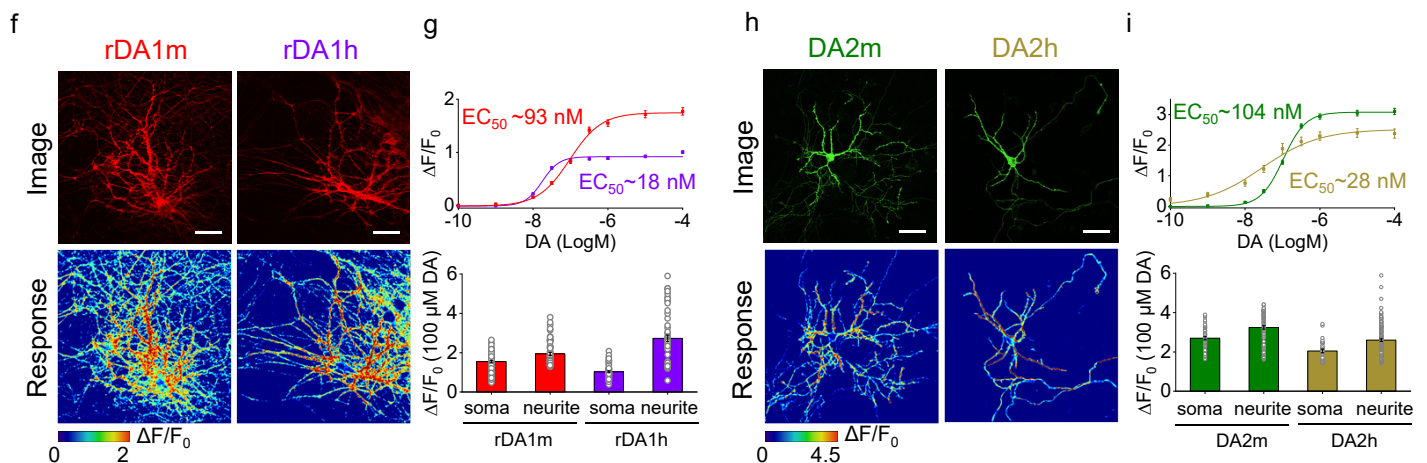 f
rDA1m
rDA1h
Image
Response
0
2
ΔF/F0
g
2
1
0
ΔF/F0
EC50 ~93 nM
EC50~18 nM
-10
-8
-6
-4
DA (LogM)
6
4
2
0
ΔF/F0 (100 μM DA)
soma
neurite
soma
neurite
rDA1m
rDA1h
h
DA2m
DA2h
Image
Response
0
4.5
ΔF/F0
i
3
2
1
0
ΔF/F0
EC50~104 nM
EC50~28 nM
-10
-8
-6
-4
DA (LogM)
6
4
2
0
ΔF/F0 (100 μM DA)
soma
neurite
soma
neurite
DA2m
DA2h